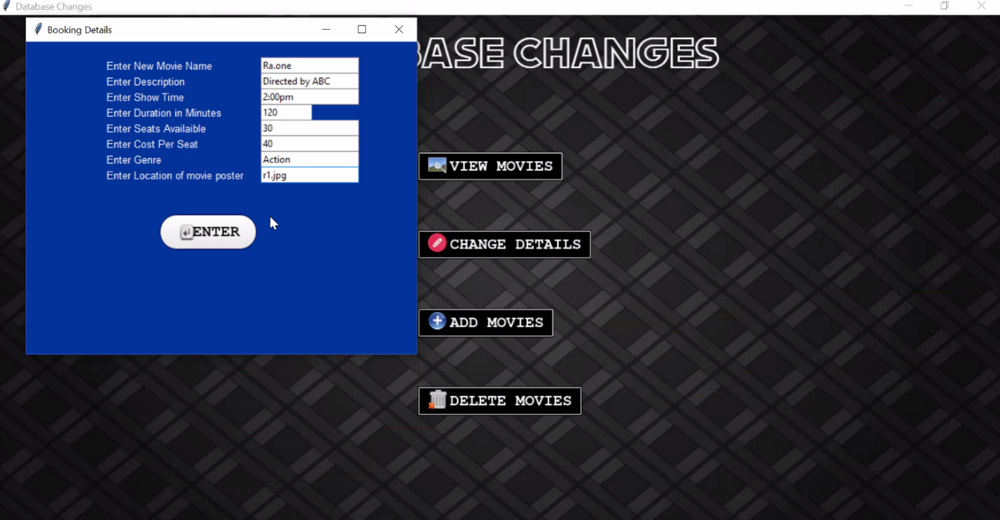 Database Changes
Booking Details
BASE CHANGES
Enter New Movie Name Ra.one
Enter Description Directed by ABC
Enter Show Time 2:00pm
Enter Duration in Minutes 120
Enter Seats Availaible 30
Enter Cost Per Seat 40
Enter Genre Action
Enter Location of movie poster r1.jpg
ENTER
VIEW MOVIES
CHANGE DETAILS
ADD MOVIES
DELETE MOVIES